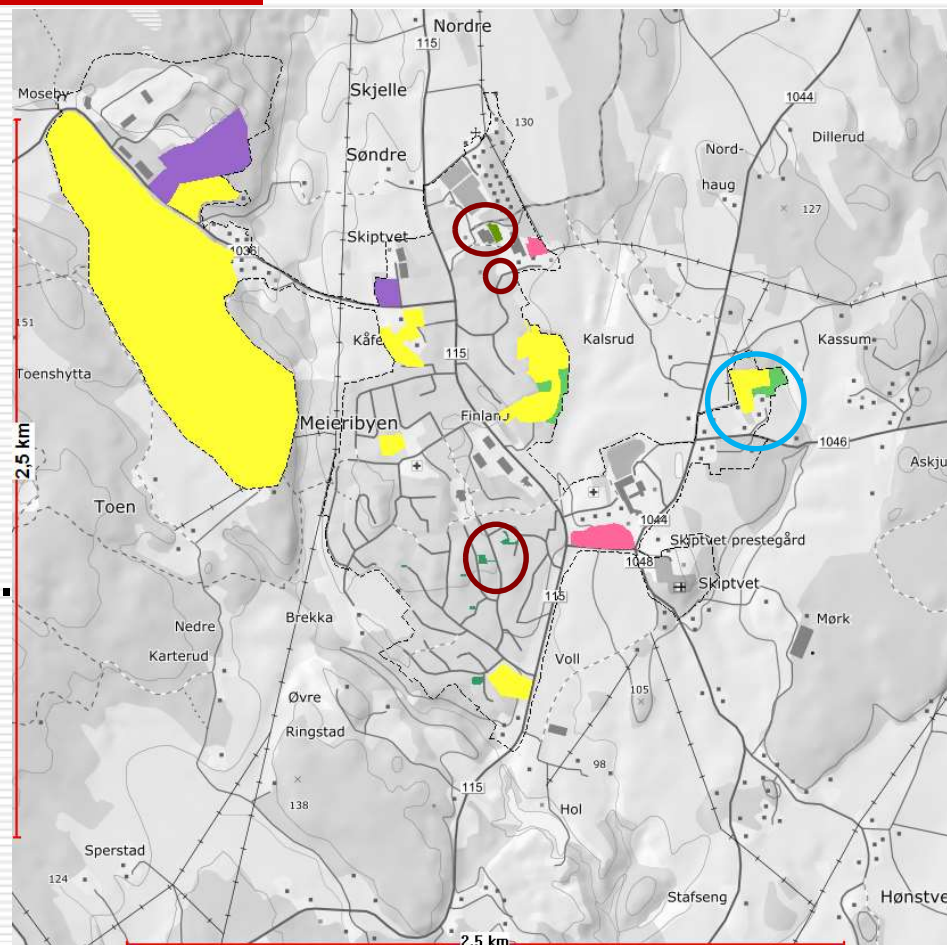 Nordre
115
Moseby
Skjelle
1044
130
Dillerud
Søndre
Nord-
haug
127
Skiptvet
1036
151
Kåfe
Kalsrud
Kassum
115
Toenshytta
Finland
Meieribyen
1046
2,5 km
Askju
Toen
1044
Skiptvet prestegård
1048
Skiptvet
115
Brekka
Nedre
Mørk
Karterud
Voll
Øvre
105
Ringstad
98
115
138
Hol
Sperstad
124
Stafseng
Hønstve
2,5 km